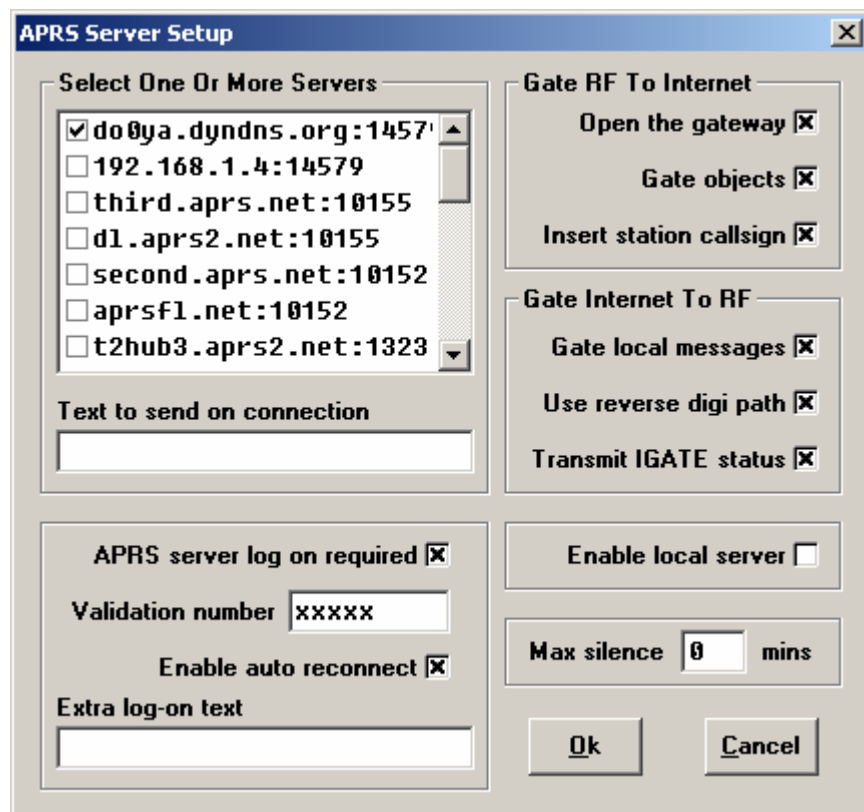 APRS Server Setup
Select One Or More Servers
do0ya.dyndns.org:1457
192.168.1.4:14579
third.aprs.net:10155
dl.aprs2.net:10155
second.aprs.net:10152
aprsfl.net:10152
t2hub3.aprs2.net:1323
Text to send on connection
APRS server log on required
Validation number xxxxx
Enable auto reconnect
Extra log-on text
Gate RF To Internet
Open the gateway
Gate objects
Insert station callsign
Gate Internet To RF
Gate local messages
Use reverse digi path
Transmit IGATE status
Enable local server
Max silence 0 mins
Ok
Cancel